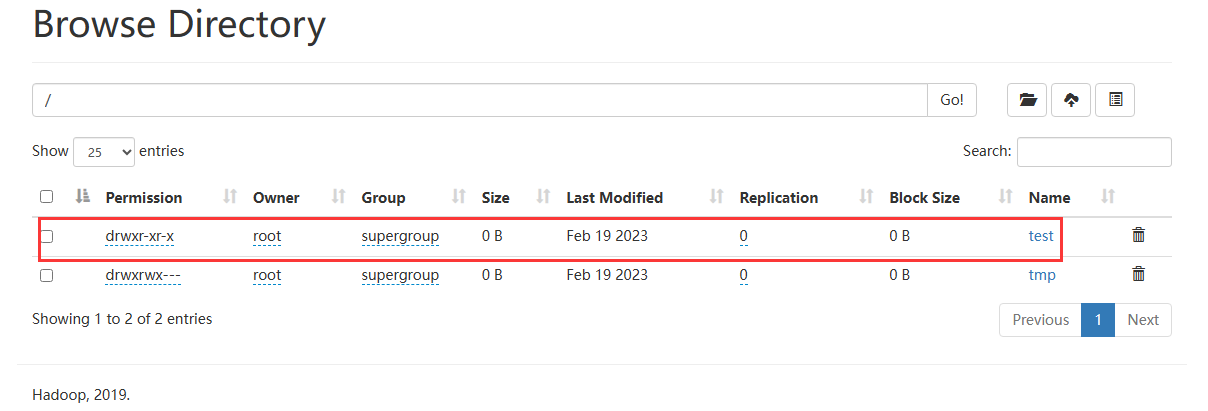 Browse Directory
/ Go!
Show 25 entries Search:
Permission Owner Group Size Last Modified Replication Block Size Name
drwxr-xr-x root supergroup 0 B Feb 19 2023 0 0 B test
drwxrwx--- root supergroup 0 B Feb 19 2023 0 0 B tmp
Showing 1 to 2 of 2 entries Previous 1 Next
Hadoop, 2019.